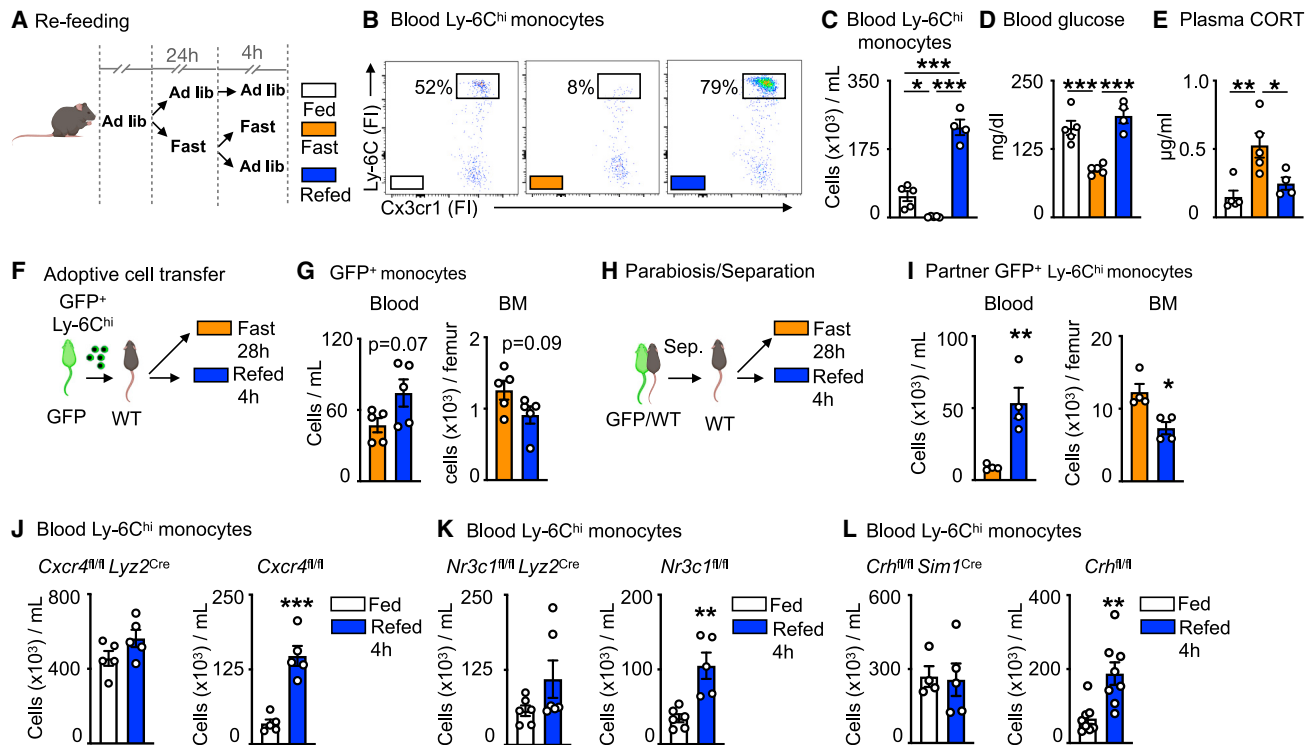 A Re-feeding
24h 4h
Ad lib Ad lib
Ad lib
Fast
Fast
Ad lib
Fed
Fast
Refed
B Blood Ly-6Chi monocytes
52% 8% 79%
Ly-6C (FI)
Cx3cr1 (FI)
C Blood Ly-6Chi
monocytes
***
* ***
Cells (x10³) / mL
350
175
0
D Blood glucose
*** ***
mg/dl
250
125
0
E Plasma CORT
** *
µg/ml
1.0
0.5
0
F Adoptive cell transfer
GFP+
Ly-6Chi
Fast
28h
Refed
4h
GFP WT
G GFP+ monocytes
Blood BM
p=0.07 p=0.09
Cells / mL
120
60
0
cells (x10³) / femur
2
1
0
H Parabiosis/Separation
Sep.
Fast
28h
Refed
4h
GFP/WT WT
I Partner GFP+ Ly-6Chi monocytes
Blood BM
**
*
Cells (x10³) / mL
100
50
0
Cells (x10³) / femur
20
10
0
J Blood Ly-6Chi monocytes
Cxcr4fl/fl Lyz2Cre Cxcr4fl/fl
***
Cells (x10³) / mL
800
400
0
Cells (x10³) / mL
250
125
0
Fed
Refed
4h
K Blood Ly-6Chi monocytes
Nr3c1fl/fl Lyz2Cre Nr3c1fl/fl
**
Cells (x10³) / mL
250
125
0
Cells (x10³) / mL
200
100
0
Fed
Refed
4h
L Blood Ly-6Chi monocytes
Crhfl/fl Sim1Cre Crhfl/fl
**
Cells (x10³) / mL
600
300
0
Cells (x10³) / mL
400
200
0
Fed
Refed
4h